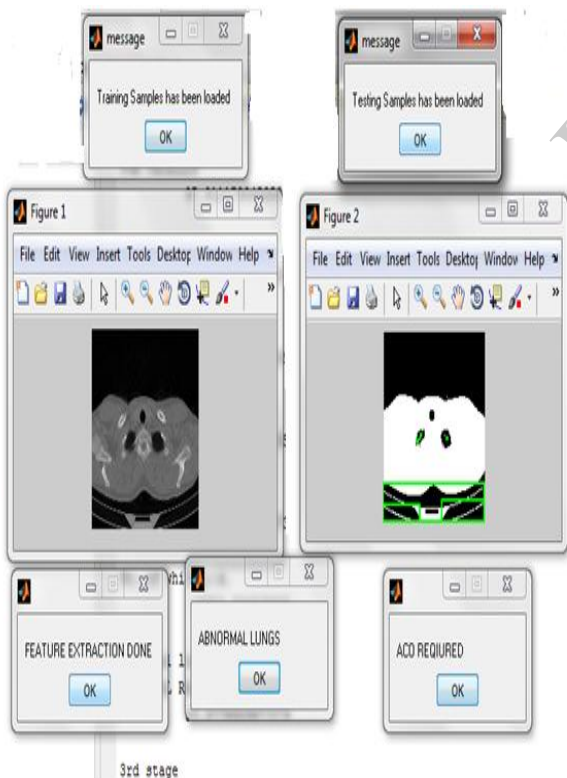 message
message
Training Samples has been loaded
Testing Samples has been loaded
OK
OK
Figure 1
Figure 2
File Edit View Insert Tools Desktop Window Help
File Edit View Insert Tools Desktop Window Help
FEATURE EXTRACTION DONE
ABNORMAL LUNGS
ACO REQIURED
OK
OK
OK
3rd stage